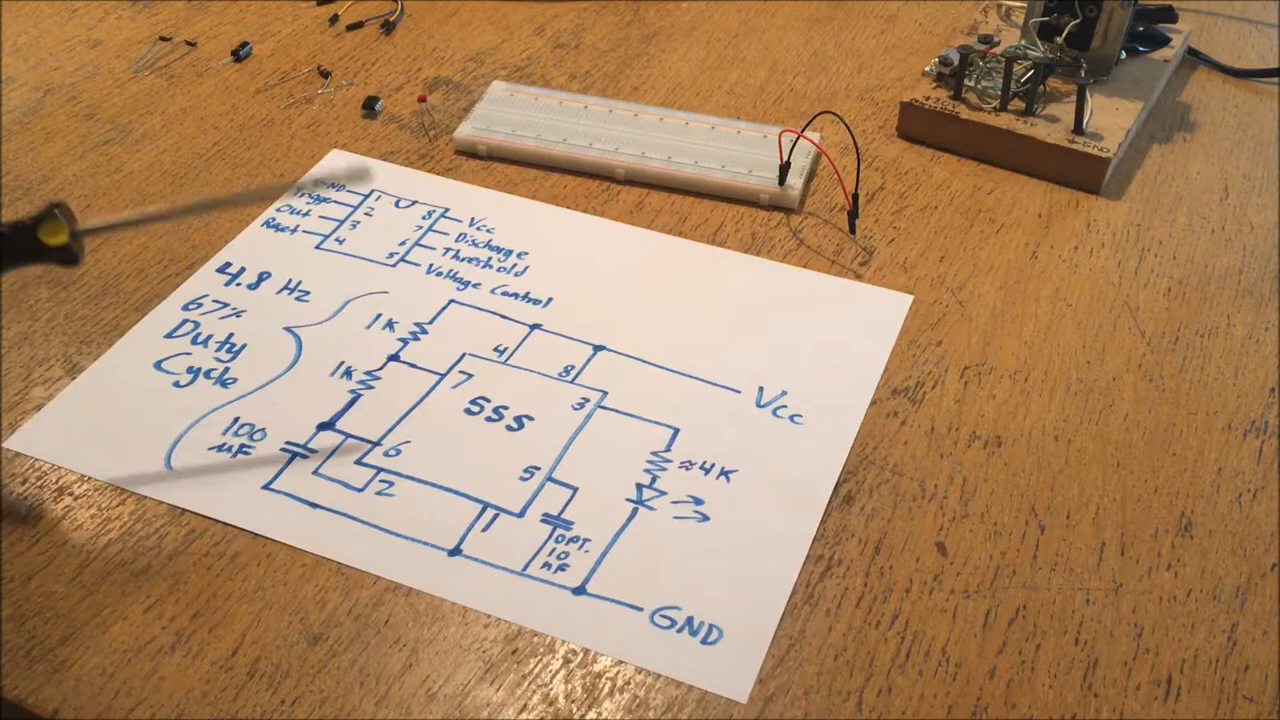 GND
Trigger
Out
Reset
1
2
3
4
8
7
6
5
Vcc
Discharge
Threshold
Voltage Control
4.8 Hz
67%
Duty
Cycle
1K
1K
100
µF
4
8
7
3
555
6
5
2
1
Vcc
≈4K
OPT.
10
nF
GND
GND